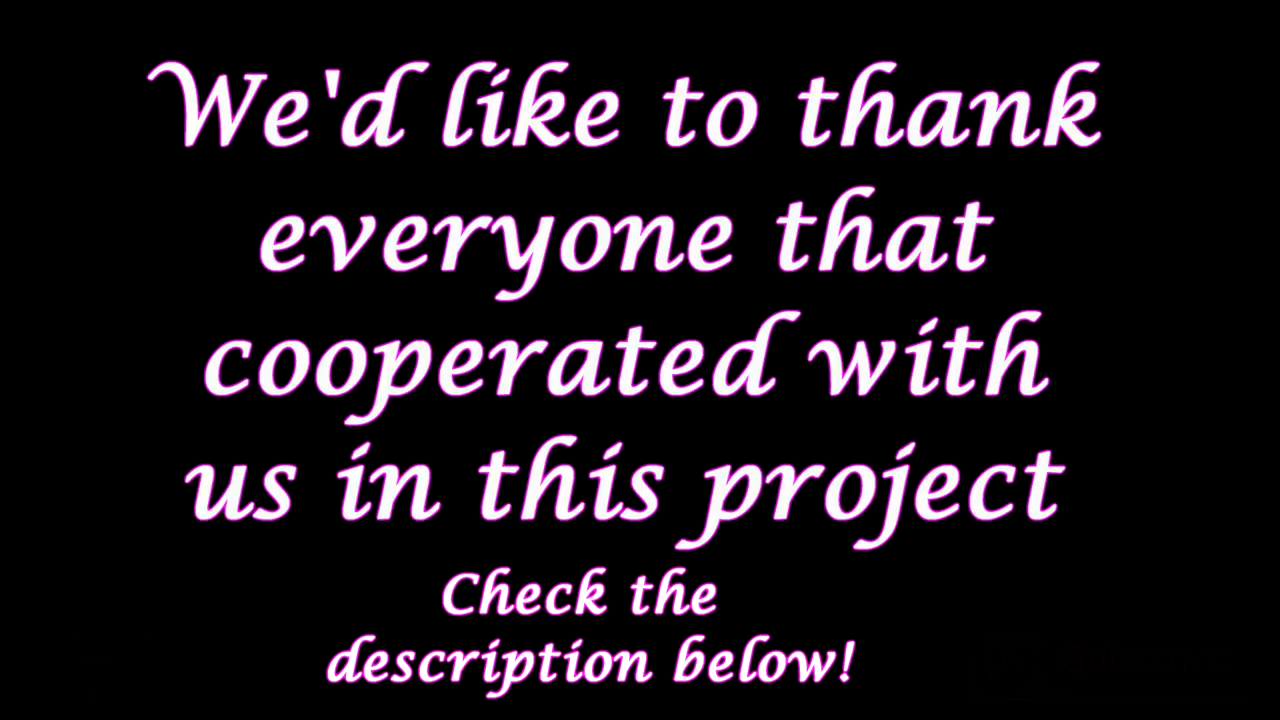 We'd like to thank
everyone that
cooperated with
us in this project
Check the
description below!